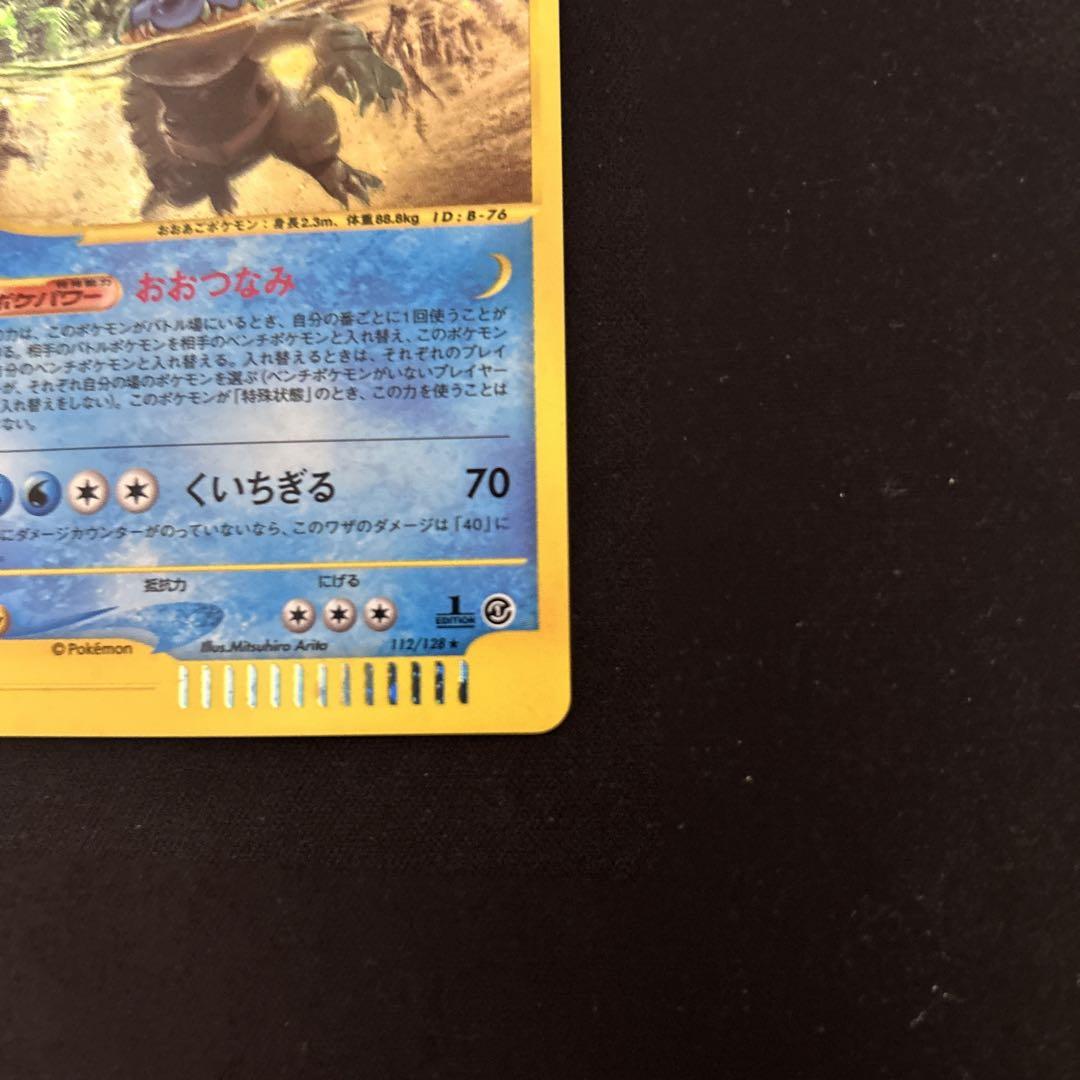 おおあごポケモン：身長2.3m、体重88.8kg ID：B-76
特殊能力
ポケパワー おおつなみ
の力は、このポケモンがバトル場にいるとき、自分の番ごとに1回使うことが
る。相手のバトルポケモンを相手のベンチポケモンと入れ替え、このポケモン
自分のベンチポケモンと入れ替える。入れ替えるときは、それぞれのプレイ
が、それぞれ自分の場のポケモンを選ぶ（ベンチポケモンがいないプレイヤー
入れ替えをしない）。このポケモンが「特殊状態」のとき、この力を使うことは
ない。
くいちぎる 70
にダメージカウンターがのっていないなら、このワザのダメージは「40」に
抵抗力 にげる
1 EDITION
©Pokémon Illus.Mitsuhiro Arita 112/128★